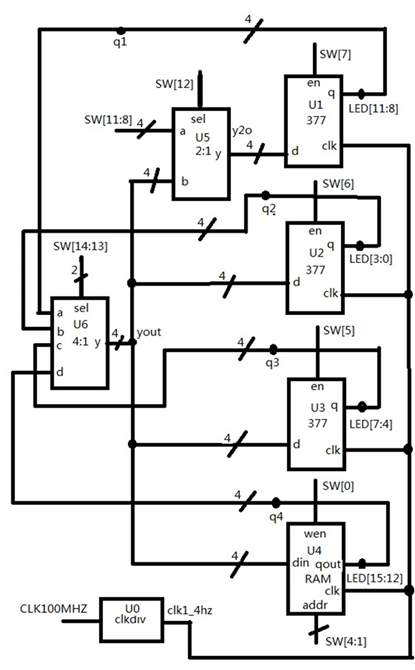 4
q1
SW[7]
en
q
U1
377
LED[11:8]
clk
d
SW[12]
SW[11:8]
4
sel
a
U5
2:1
y
b
y2o
4
4
SW[6]
q2
4
en
q
U2
377
LED[3:0]
4
d
clk
SW[14:13]
2
a
sel
b
U6
c
4:1
y
d
4
yout
SW[5]
4
q3
en
U3
q
377
LED[7:4]
4
d
clk
SW[0]
4
q4
wen
U4
4
din
qout
RAM
LED[15:12]
clk
addr
SW[4:1]
CLK100MHZ
U0
clkdiv
clk1_4hz